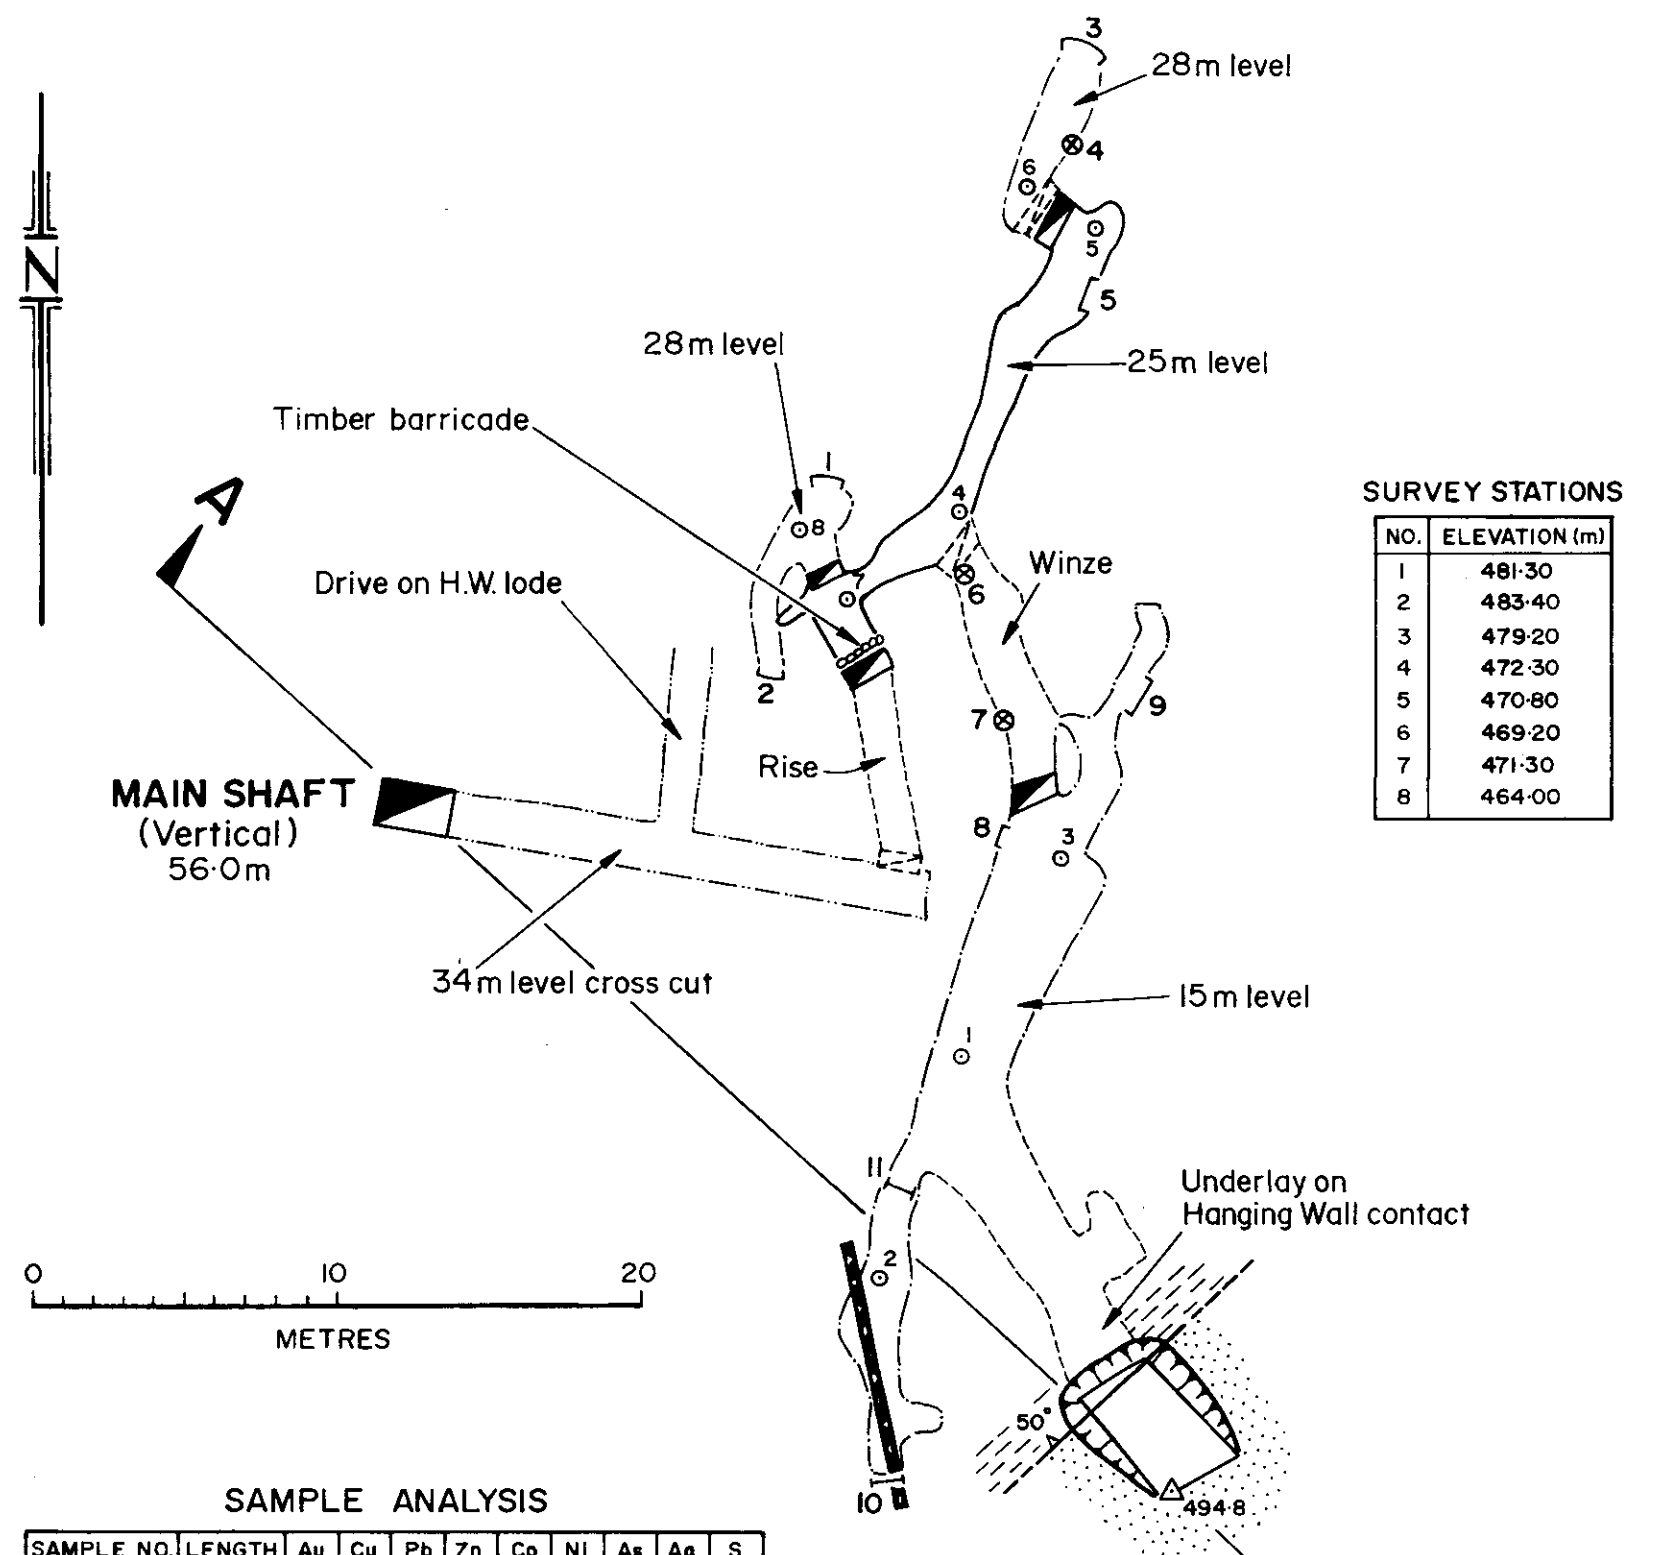 3
28m level
4
6
5
5
28m level
25m level
Timber barricade
1
4
SURVEY STATIONS
NO. ELEVATION (m)
1 481·30
2 483·40
3 479·20
4 472·30
5 470·80
6 469·20
7 471·30
8 464·00
N
A
8
Winze
Drive on H.W. lode
7
6
2
7
9
Rise
MAIN SHAFT
(Vertical)
56·0m
8
3
34m level cross cut
15m level
1
11
Underlay on
Hanging Wall contact
2
0 10 20
METRES
50°
10
494·8
SAMPLE ANALYSIS
SAMPLE NO. LENGTH Au Cu Pb Zn Co Ni As Ag S